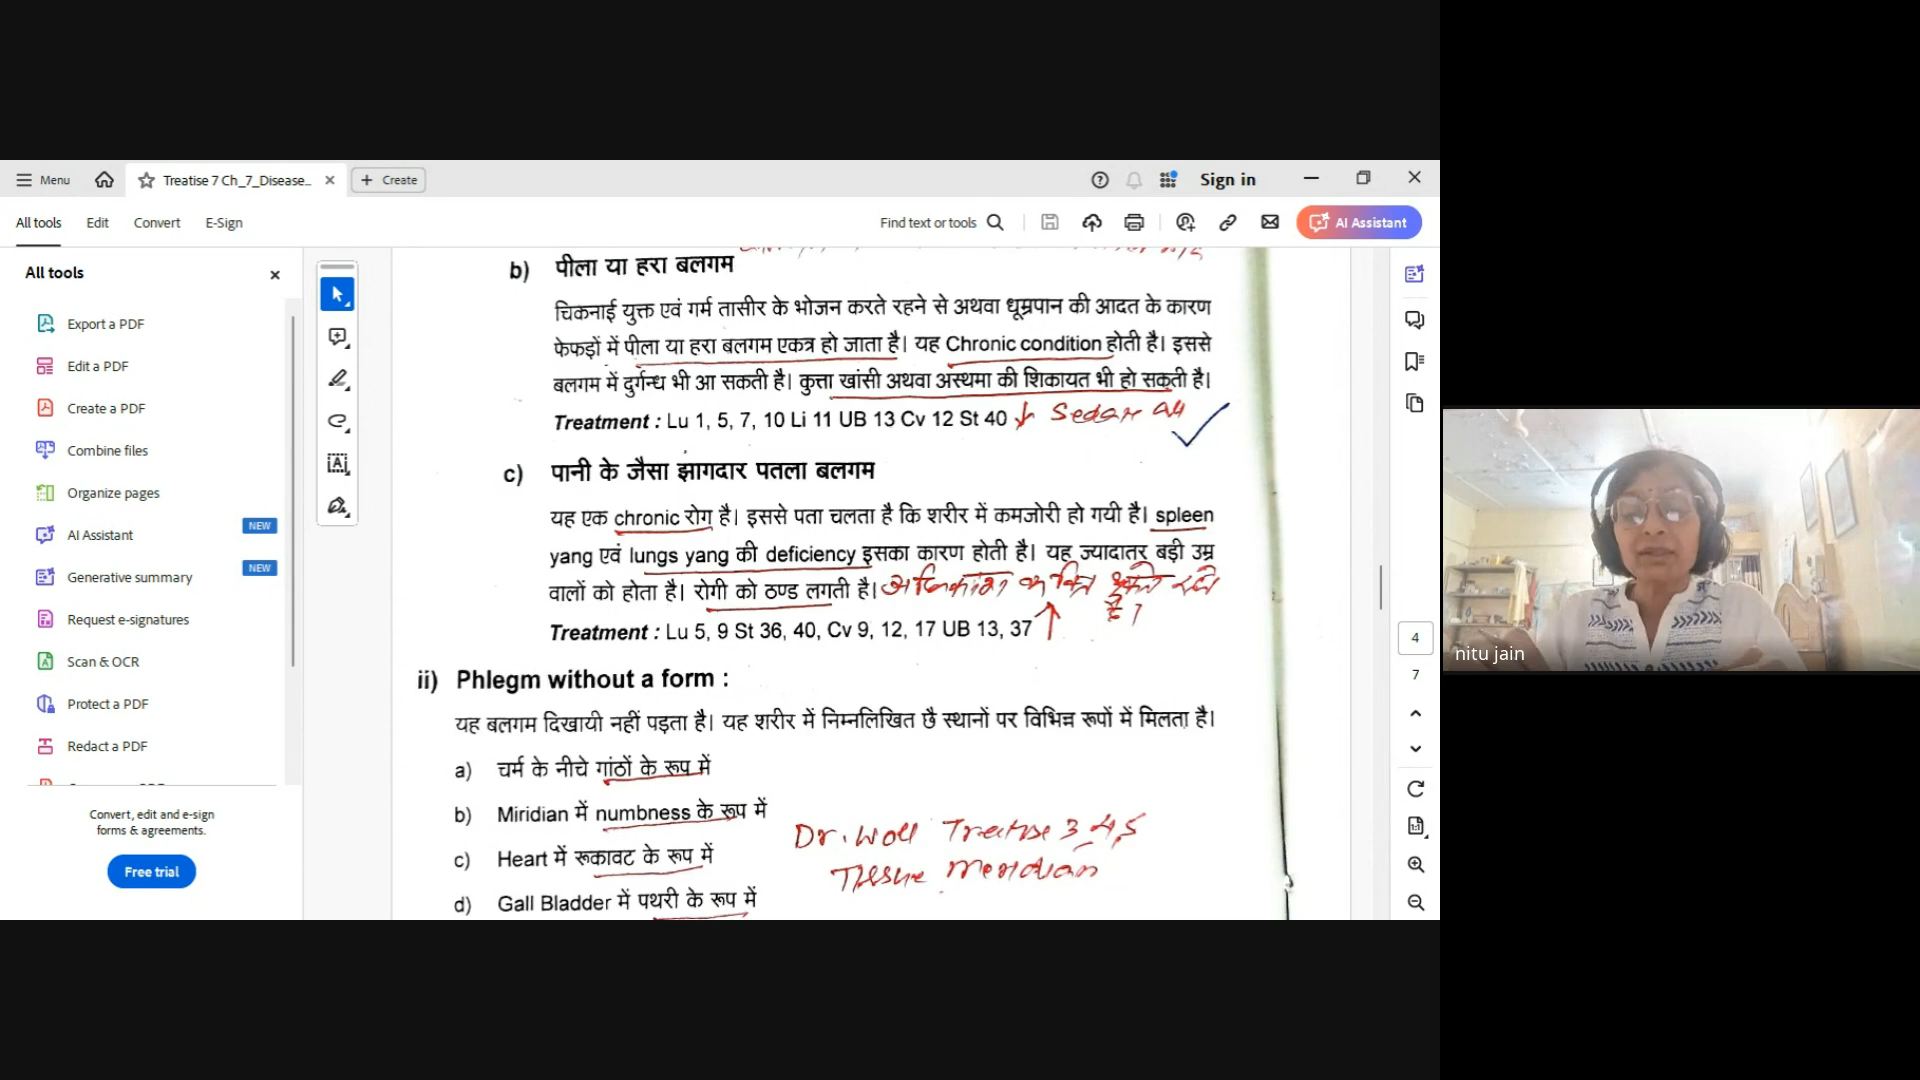 Menu
Treatise 7 Ch_7_Disease...
Create
Sign in
All tools
Edit
Convert
E-Sign
Find text or tools
AI Assistant
All tools
Export a PDF
Edit a PDF
Create a PDF
Combine files
Organize pages
AI Assistant
NEW
Generative summary
NEW
Request e-signatures
Scan & OCR
Protect a PDF
Redact a PDF
Convert, edit and e-sign
forms & agreements.
Free trial
b) पीला या हरा बलगम
चिकनाई युक्त एवं गर्म तासीर के भोजन करते रहने से अथवा धूम्रपान की आदत के कारण
फेफड़ों में पीला या हरा बलगम एकत्र हो जाता है। यह Chronic condition होती है। इससे
बलगम में दुर्गन्ध भी आ सकती है। कुत्ता खांसी अथवा अस्थमा की शिकायत भी हो सकती है।
Treatment : Lu 1, 5, 7, 10 Li 11 UB 13 Cv 12 St 40 ↓
c) पानी के जैसा झागदार पतला बलगम
यह एक chronic रोग है। इससे पता चलता है कि शरीर में कमजोरी हो गयी है। spleen
yang एवं lungs yang की deficiency इसका कारण होती है। यह ज्यादातर बड़ी उम्र
वालों को होता है। रोगी को ठण्ड लगती है।
Treatment : Lu 5, 9 St 36, 40, Cv 9, 12, 17 UB 13, 37 ↑
ii) Phlegm without a form :
यह बलगम दिखायी नहीं पड़ता है। यह शरीर में निम्नलिखित छै स्थानों पर विभिन्न रूपों में मिलता है।
a) चर्म के नीचे गांठों के रूप में
b) Miridian में numbness के रूप में
c) Heart में रूकावट के रूप में
d) Gall Bladder में पथरी के रूप में
Dr. Woll Treatise 3 4,5
Meridian
4
7
nitu jain